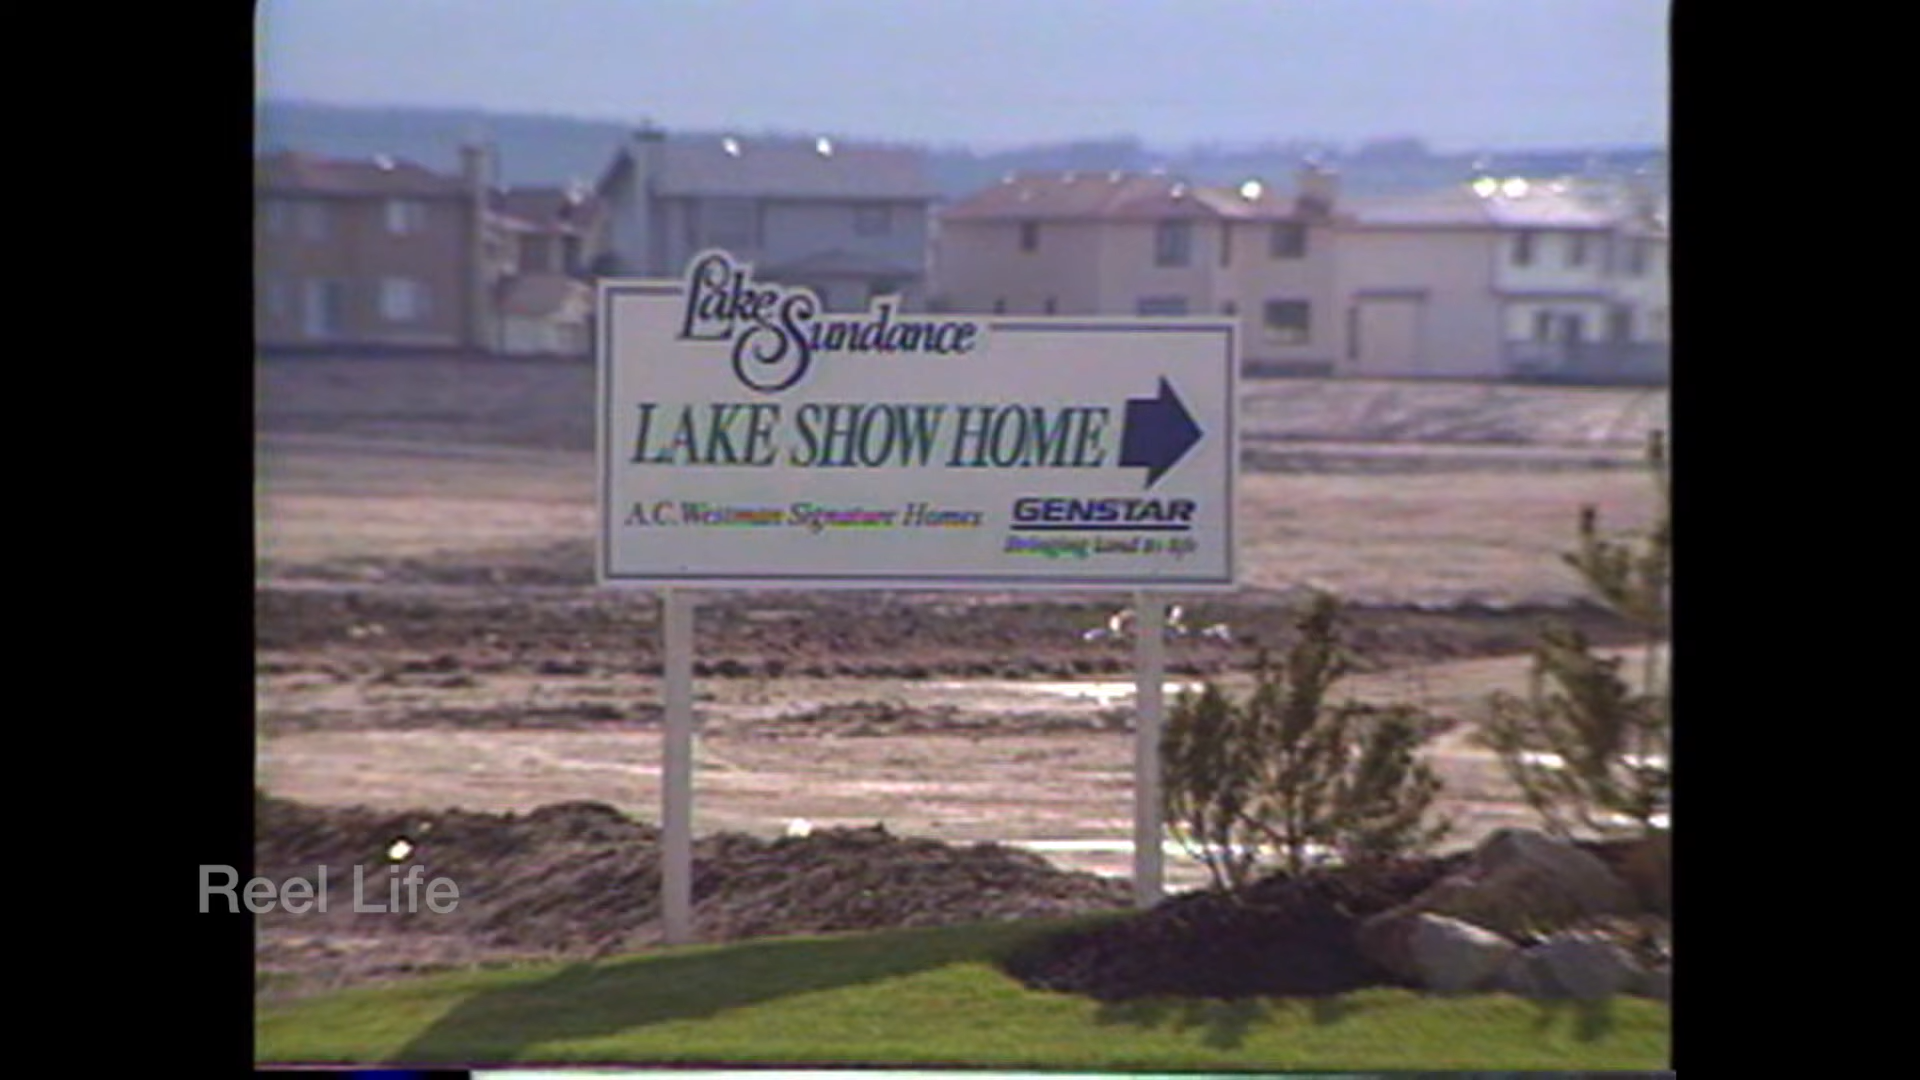 Lake Sundance
LAKE SHOW HOME
A.C. Westman Signature Homes
GENSTAR
Bringing Land to life
Reel Life